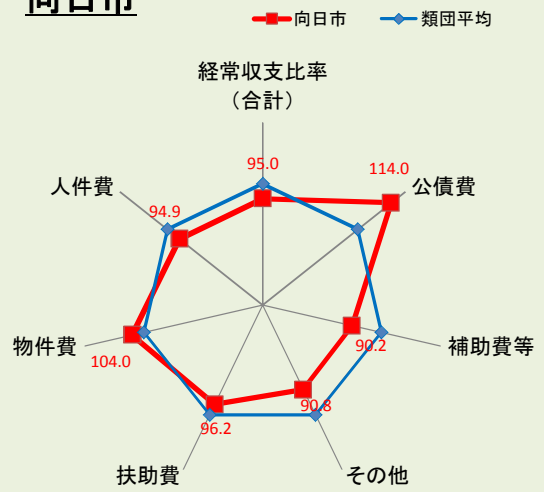 向日市
向日市
類団平均
経常収支比率
（合計）
95.0
114.0
公債費
人件費
94.9
物件費
104.0
補助費等
90.2
90.8
96.2
扶助費
その他